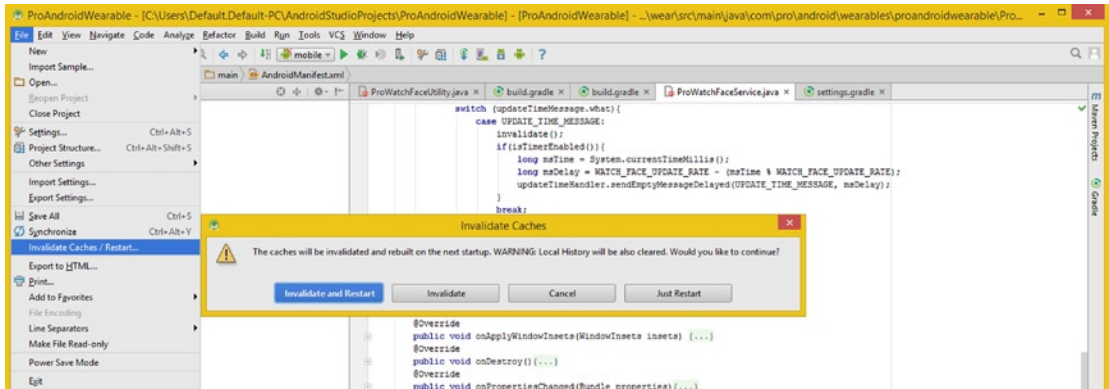 ProAndroidWearable - [C:\Users\Default.Default-PC\AndroidStudioProjects\ProAndroidWearable] - [ProAndroidWearable] - ...\wear\src\main\java\com\pro\android\wearables\proandroidwearable\Pro...
File Edit View Navigate Code Analyze Refactor Build Run Tools VCS Window Help
New
Import Sample...
Open...
Reopen Project
Close Project
Settings... Ctrl+Alt+S
Project Structure... Ctrl+Alt+Shift+S
Other Settings
Import Settings...
Export Settings...
Save All Ctrl+S
Synchronize Ctrl+Alt+Y
Invalidate Caches / Restart...
Export to HTML...
Print...
Add to Favorites
File Encoding
Line Separators
Make File Read-only
Power Save Mode
Exit
mobile
main AndroidManifest.xml
ProWatchFaceUtility.java build.gradle build.gradle ProWatchFaceService.java settings.gradle
switch (updateTimeMessage.what){
case UPDATE_TIME_MESSAGE:
invalidate();
if(isTimerEnabled()){
long msTime = System.currentTimeMillis();
long msDelay = WATCH_FACE_UPDATE_RATE - (msTime % WATCH_FACE_UPDATE_RATE);
updateTimeHandler.sendEmptyMessageDelayed(UPDATE_TIME_MESSAGE, msDelay);
}
break;
Invalidate Caches
The caches will be invalidated and rebuilt on the next startup. WARNING: Local History will be also cleared. Would you like to continue?
Invalidate and Restart Invalidate Cancel Just Restart
@Override
public void onApplyWindowInsets(WindowInsets insets) {...}
@Override
public void onDestroy(){...}
@Override
public void onPropertiesChanged(Bundle properties){...}
Maven Projects
Gradle